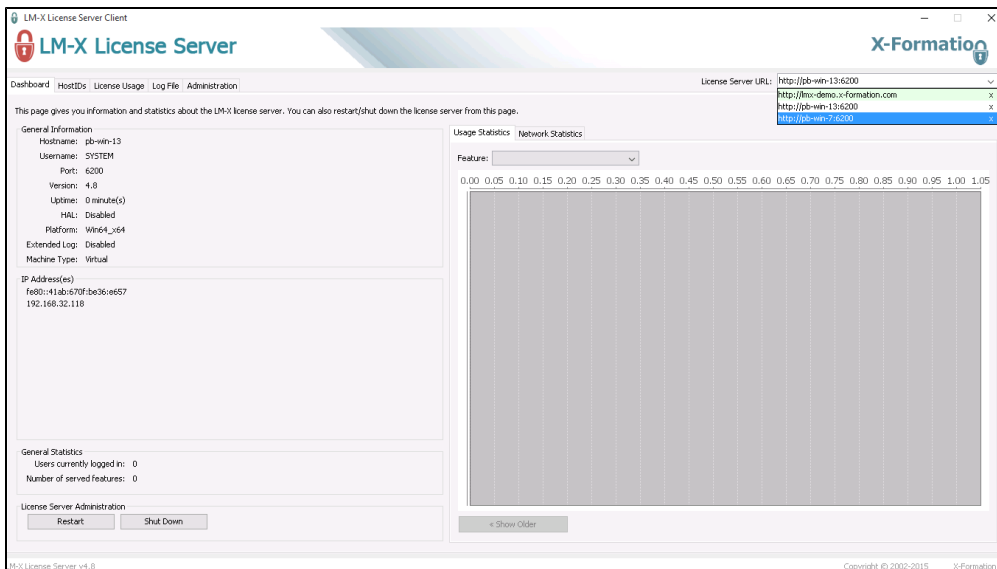 LM-X License Server Client
LM-X License Server
X-Formation
Dashboard HostIDs License Usage Log File Administration
License Server URL: http://pb-win-13:6200
http://lmx-demo.x-formation.com x
http://pb-win-13:6200 x
http://pb-win-7:6200 x
This page gives you information and statistics about the LM-X license server. You can also restart/shut down the license server from this page.
General Information
Hostname: pb-win-13
Username: SYSTEM
Port: 6200
Version: 4.8
Uptime: 0 minute(s)
HAL: Disabled
Platform: Win64_x64
Extended Log: Disabled
Machine Type: Virtual
IP Address(es)
fe80::41ab:670f:be36:e657
192.168.32.118
General Statistics
Users currently logged in: 0
Number of served features: 0
License Server Administration
Restart Shut Down
Usage Statistics Network Statistics
Feature:
0.00 0.05 0.10 0.15 0.20 0.25 0.30 0.35 0.40 0.45 0.50 0.55 0.60 0.65 0.70 0.75 0.80 0.85 0.90 0.95 1.00 1.05
« Show Older
M-X License Server v4.8
Copyright © 2002-2015 X-Formation